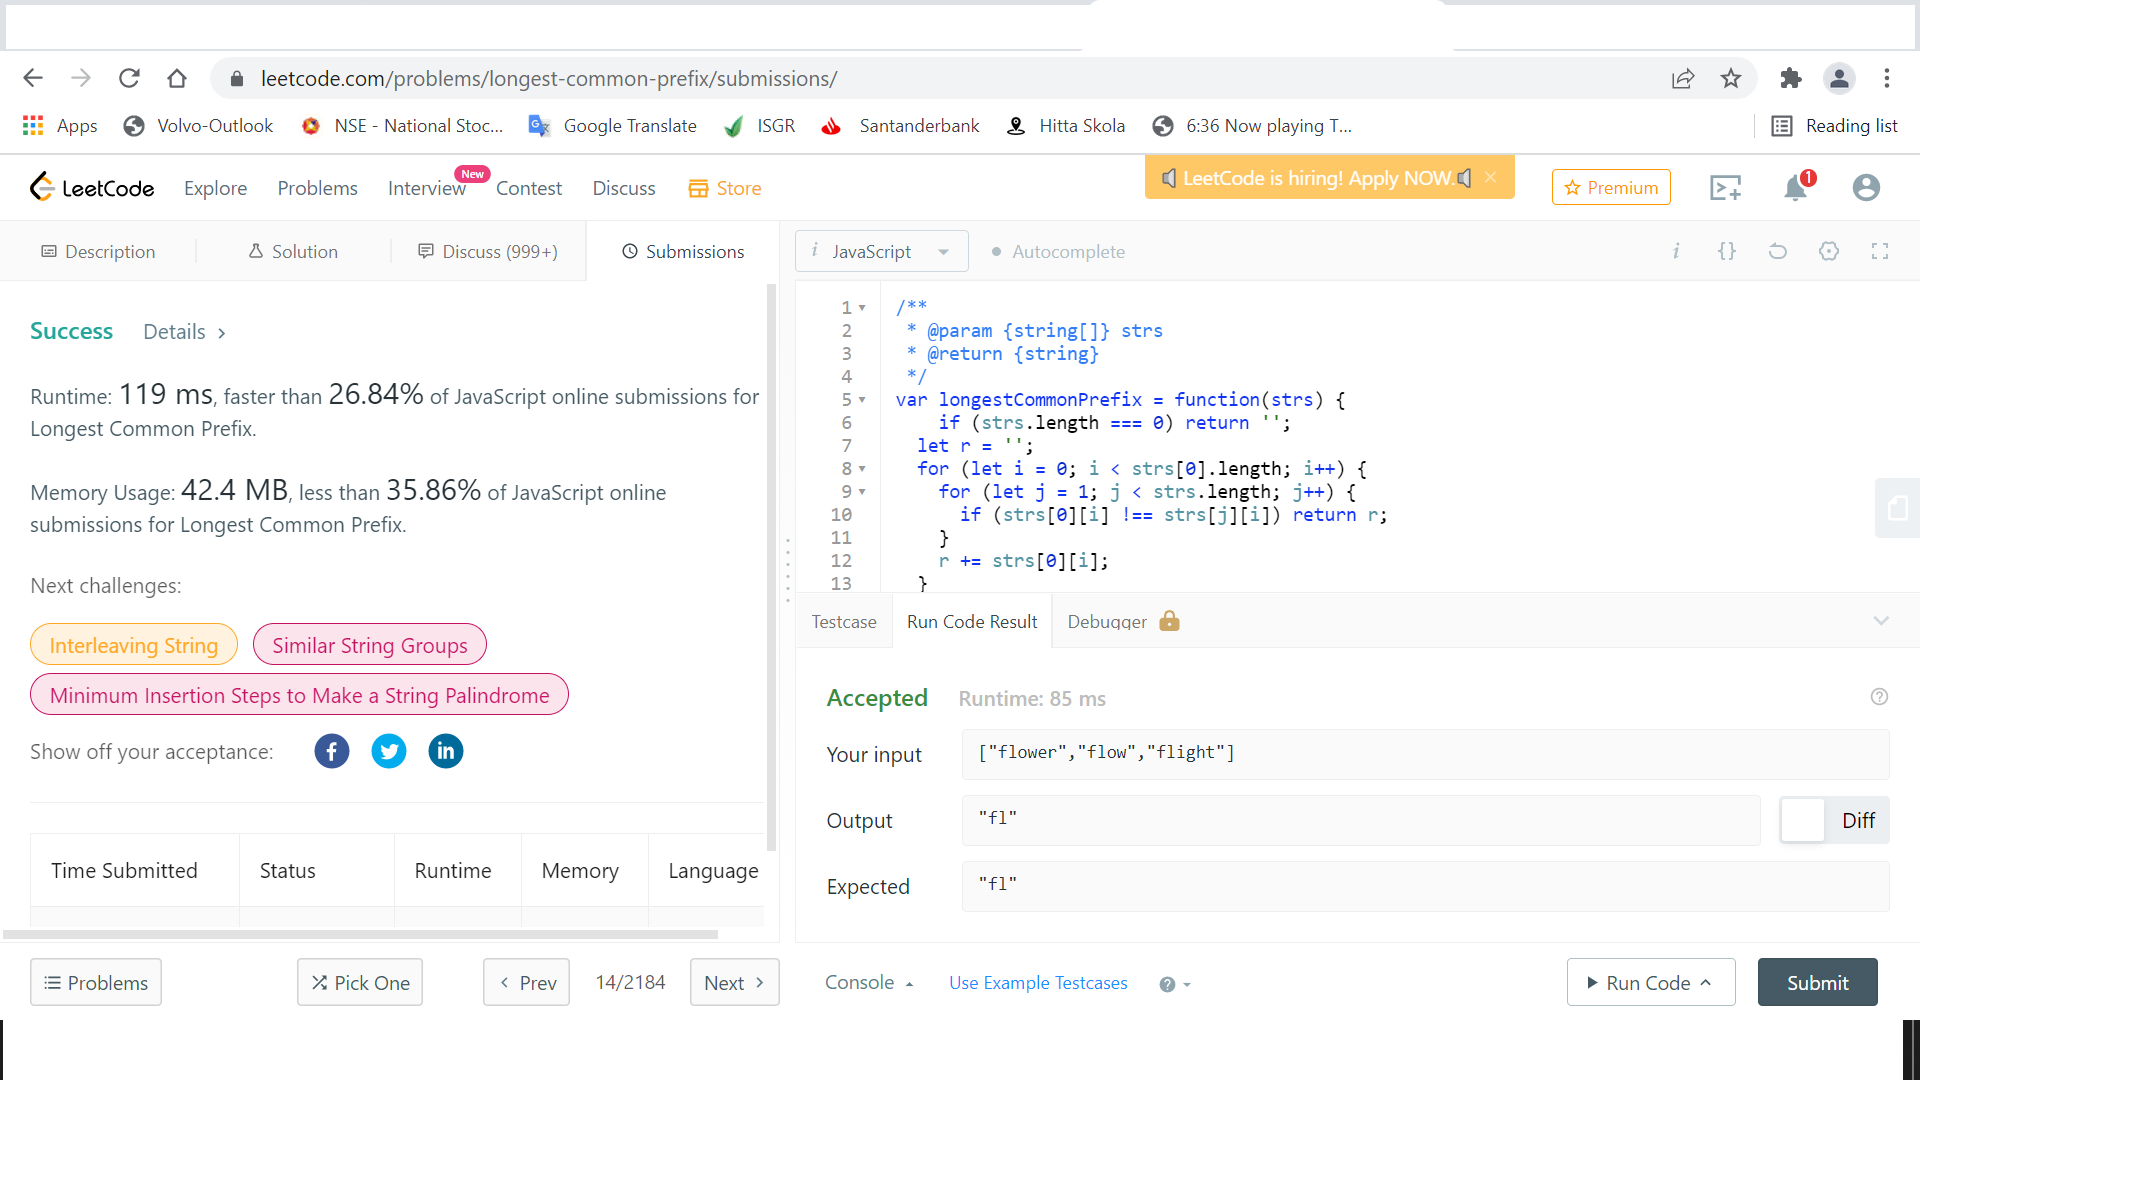 leetcode.com/problems/longest-common-prefix/submissions/
Apps Volvo-Outlook NSE - National Stoc... Google Translate ISGR Santanderbank Hitta Skola 6:36 Now playing T... Reading list
LeetCode Explore Problems Interview New Contest Discuss Store LeetCode is hiring! Apply NOW. × Premium 1
Description Solution Discuss (999+) Submissions
i JavaScript Autocomplete i {}
Success Details >
Runtime: 119 ms, faster than 26.84% of JavaScript online submissions for
Longest Common Prefix.
Memory Usage: 42.4 MB, less than 35.86% of JavaScript online
submissions for Longest Common Prefix.
Next challenges:
Interleaving String Similar String Groups
Minimum Insertion Steps to Make a String Palindrome
Show off your acceptance: f in
Time Submitted Status Runtime Memory Language
1 /**
2 * @param {string[]} strs
3 * @return {string}
4 */
5 var longestCommonPrefix = function(strs) {
6 if (strs.length === 0) return '';
7 let r = '';
8 for (let i = 0; i < strs[0].length; i++) {
9 for (let j = 1; j < strs.length; j++) {
10 if (strs[0][i] !== strs[j][i]) return r;
11 }
12 r += strs[0][i];
13 }
Testcase Run Code Result Debugger
Accepted Runtime: 85 ms
Your input ["flower","flow","flight"]
Output "fl" Diff
Expected "fl"
Problems Pick One < Prev 14/2184 Next >
Console Use Example Testcases ? Run Code Submit